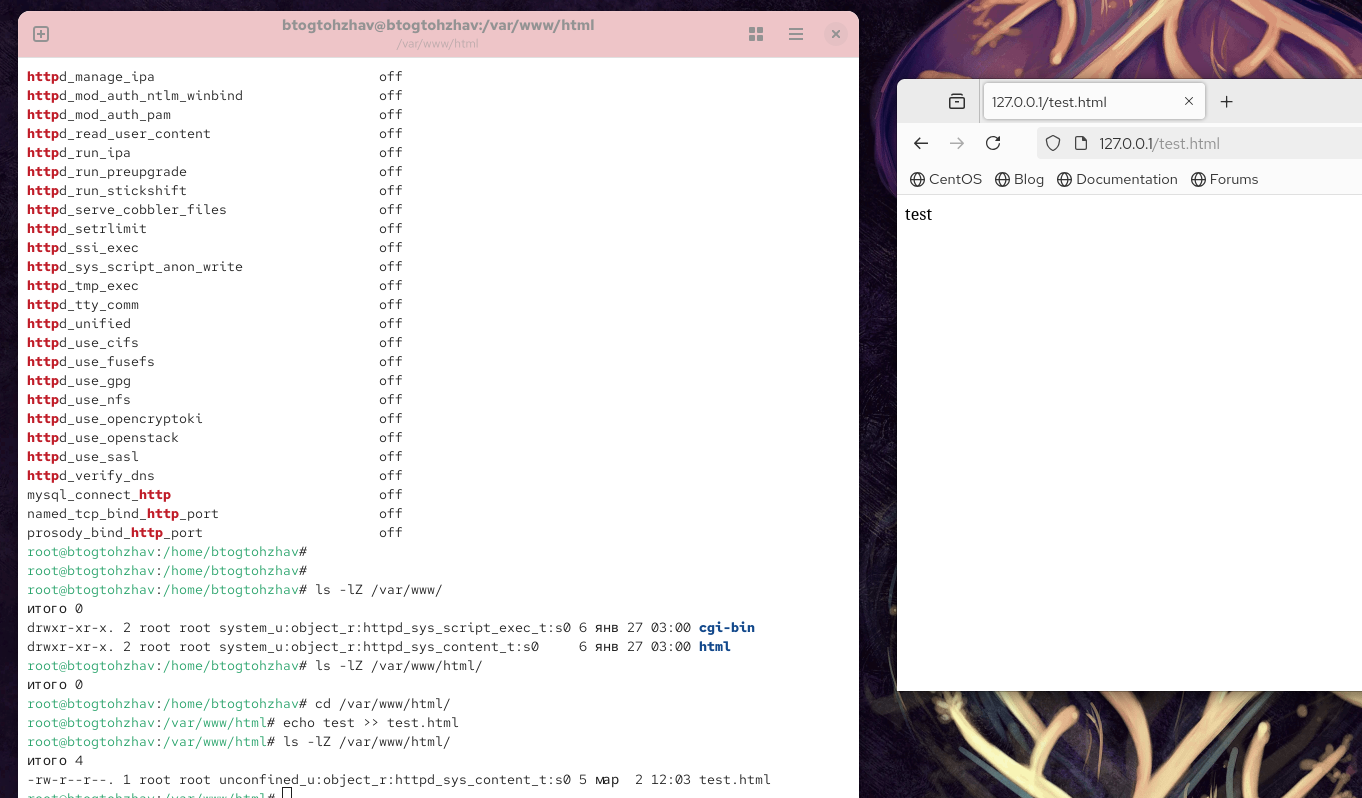 btogtohzhav@btogtohzhav:/var/www/html
/var/www/html
httpd_manage_ipa off
httpd_mod_auth_ntlm_winbind off
httpd_mod_auth_pam off
httpd_read_user_content off
httpd_run_ipa off
httpd_run_preupgrade off
httpd_run_stickshift off
httpd_serve_cobbler_files off
httpd_setrlimit off
httpd_ssi_exec off
httpd_sys_script_anon_write off
httpd_tmp_exec off
httpd_tty_comm off
httpd_unified off
httpd_use_cifs off
httpd_use_fusefs off
httpd_use_gpg off
httpd_use_nfs off
httpd_use_opencryptoki off
httpd_use_openstack off
httpd_use_sasl off
httpd_verify_dns off
mysql_connect_http off
named_tcp_bind_http_port off
prosody_bind_http_port off
root@btogtohzhav:/home/btogtohzhav#
root@btogtohzhav:/home/btogtohzhav#
root@btogtohzhav:/home/btogtohzhav# ls -lZ /var/www/
итого 0
drwxr-xr-x. 2 root root system_u:object_r:httpd_sys_script_exec_t:s0 6 янв 27 03:00 cgi-bin
drwxr-xr-x. 2 root root system_u:object_r:httpd_sys_content_t:s0 6 янв 27 03:00 html
root@btogtohzhav:/home/btogtohzhav# ls -lZ /var/www/html/
итого 0
root@btogtohzhav:/home/btogtohzhav# cd /var/www/html/
root@btogtohzhav:/var/www/html# echo test >> test.html
root@btogtohzhav:/var/www/html# ls -lZ /var/www/html/
итого 4
-rw-r--r--. 1 root root unconfined_u:object_r:httpd_sys_content_t:s0 5 мар 2 12:03 test.html
root@btogtohzhav:/var/www/html#
127.0.0.1/test.html
127.0.0.1/test.html
CentOS Blog Documentation Forums
test